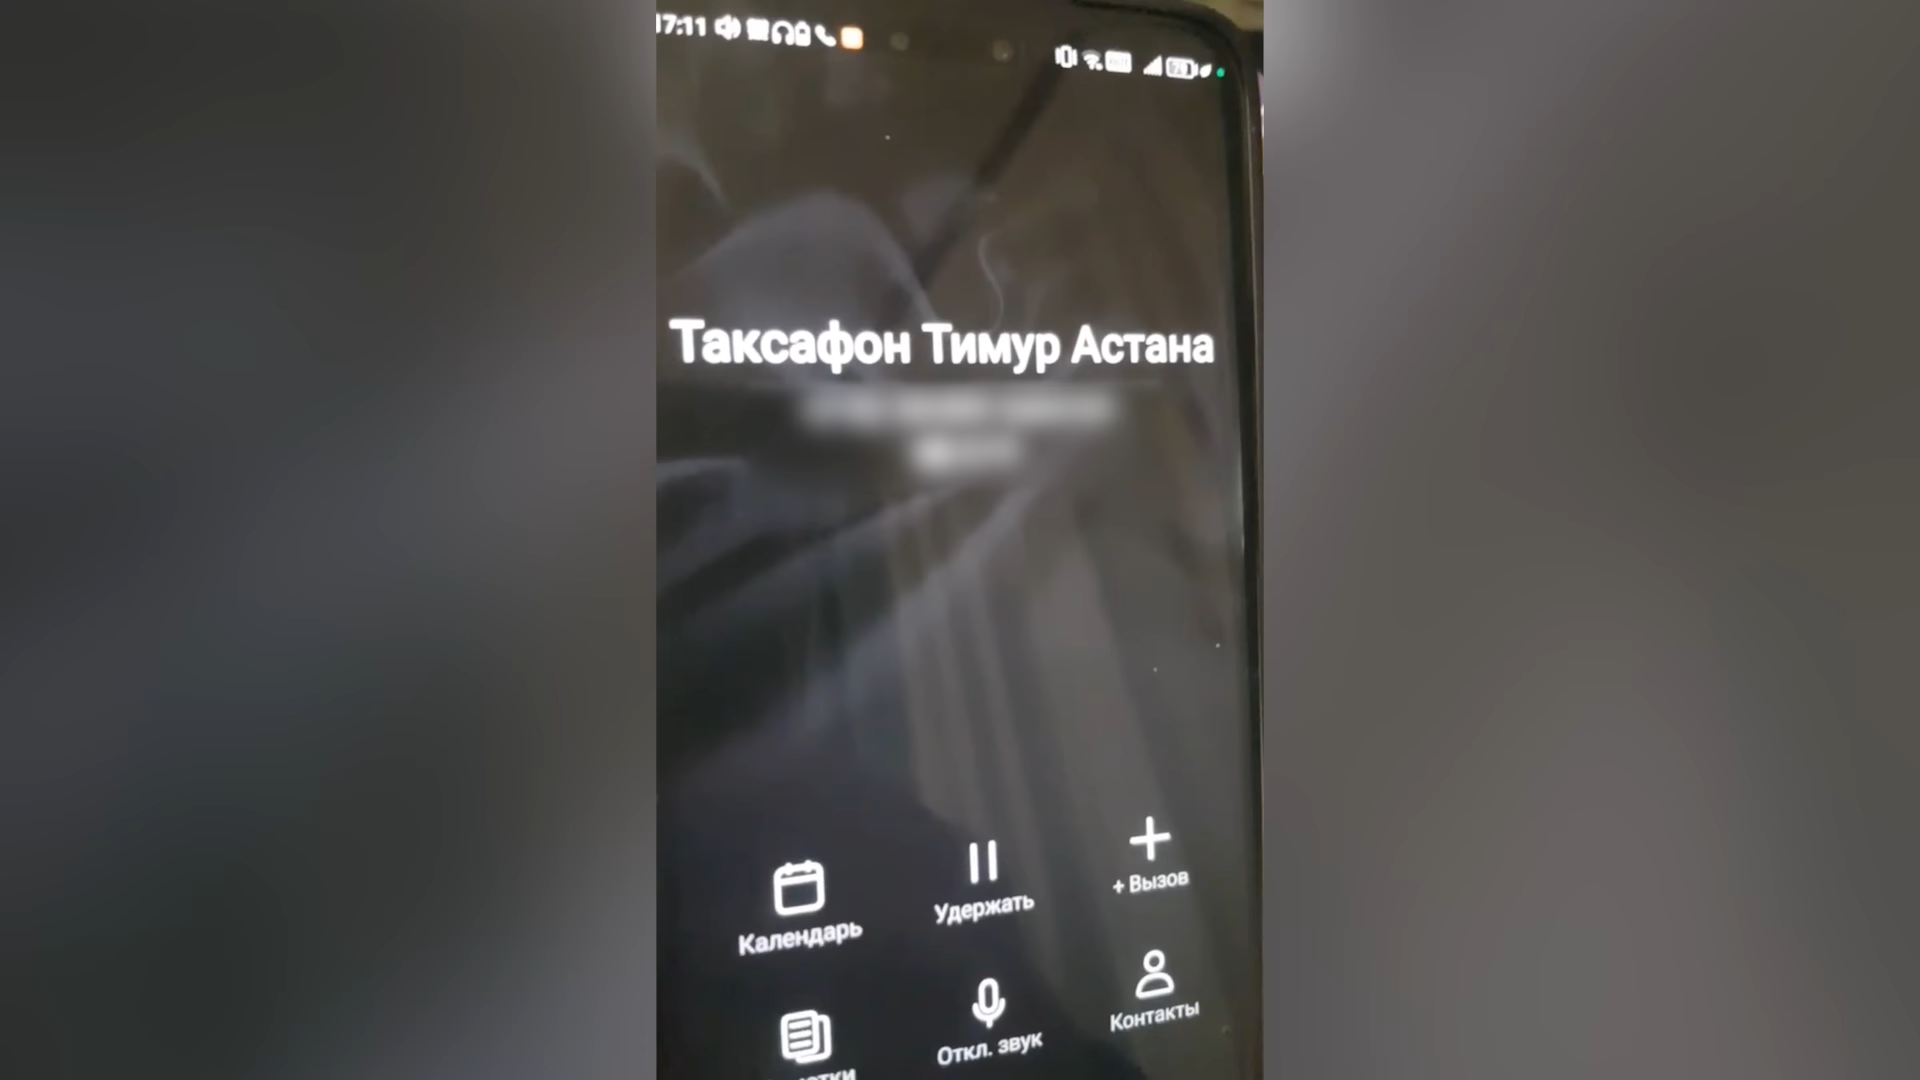 17:11
Таксафон Тимур Астана
Календарь
Удержать
+ Вызов
Откл. звук
Контакты